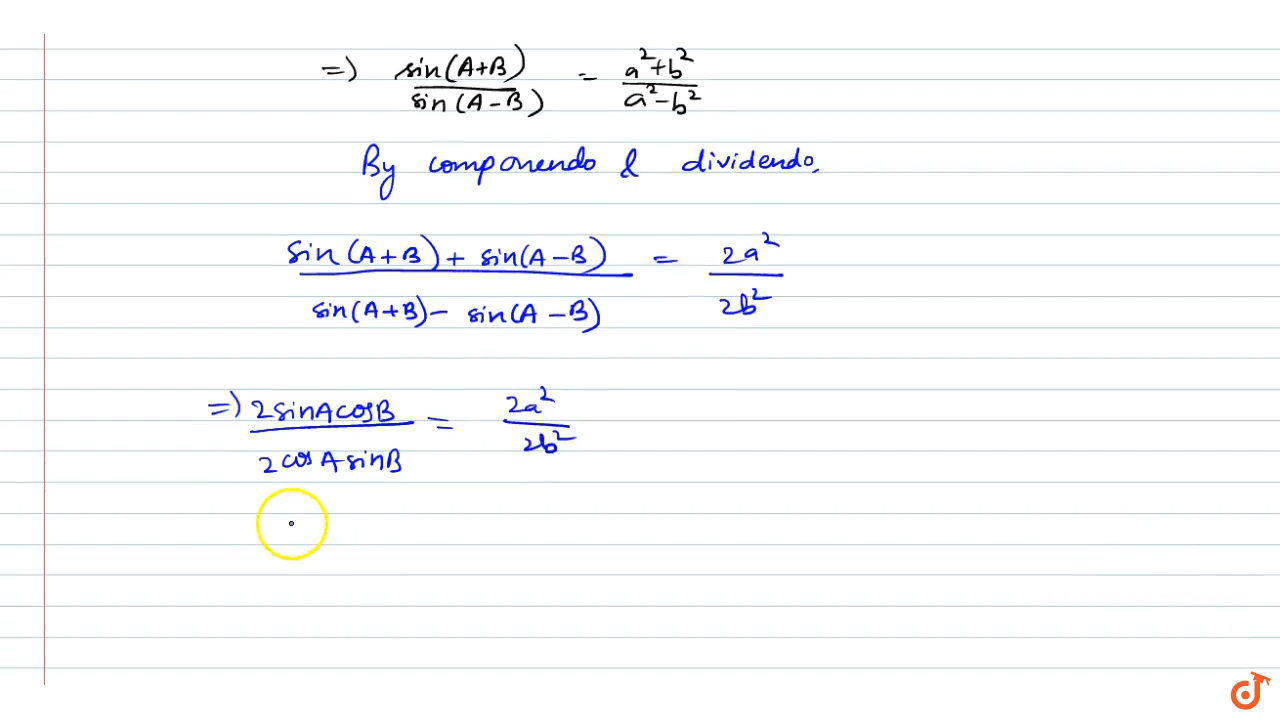 =) sin(A+B)/sin(A-B) = a²+b²/a²-b²
By componendo & dividendo,
sin(A+B) + sin(A-B)/sin(A+B) - sin(A-B) = 2a²/2b²
=) 2sinAcosB/2cosAsinB = 2a²/2b²